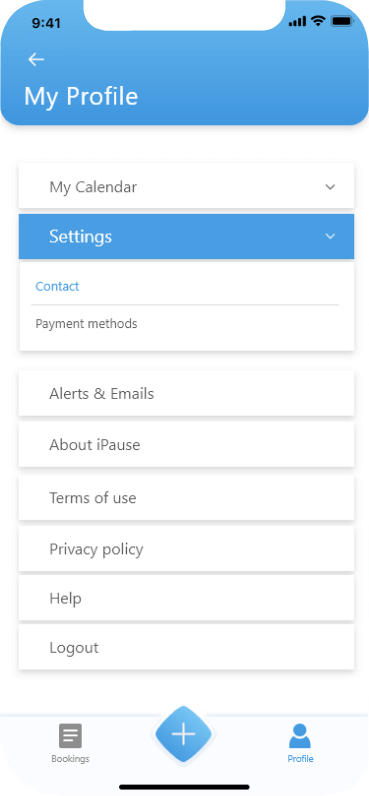 9:41
My Profile
My Calendar
Settings
Contact
Payment methods
Alerts & Emails
About iPause
Terms of use
Privacy policy
Help
Logout
Bookings
Profile